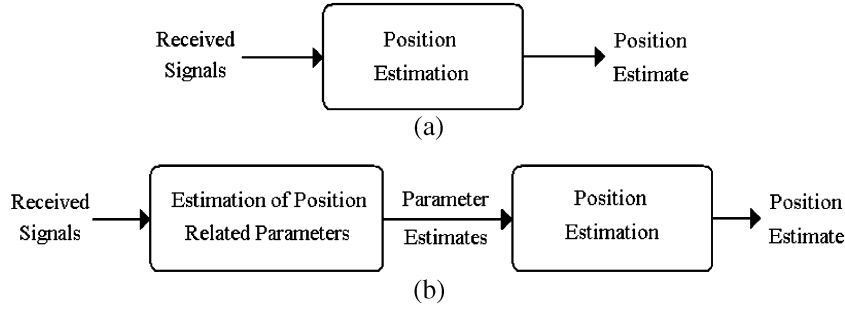 Received
Signals
Position
Estimation
Position
Estimate
(a)
Received
Signals
Estimation of Position
Related Parameters
Parameter
Estimates
Position
Estimation
Position
Estimate
(b)